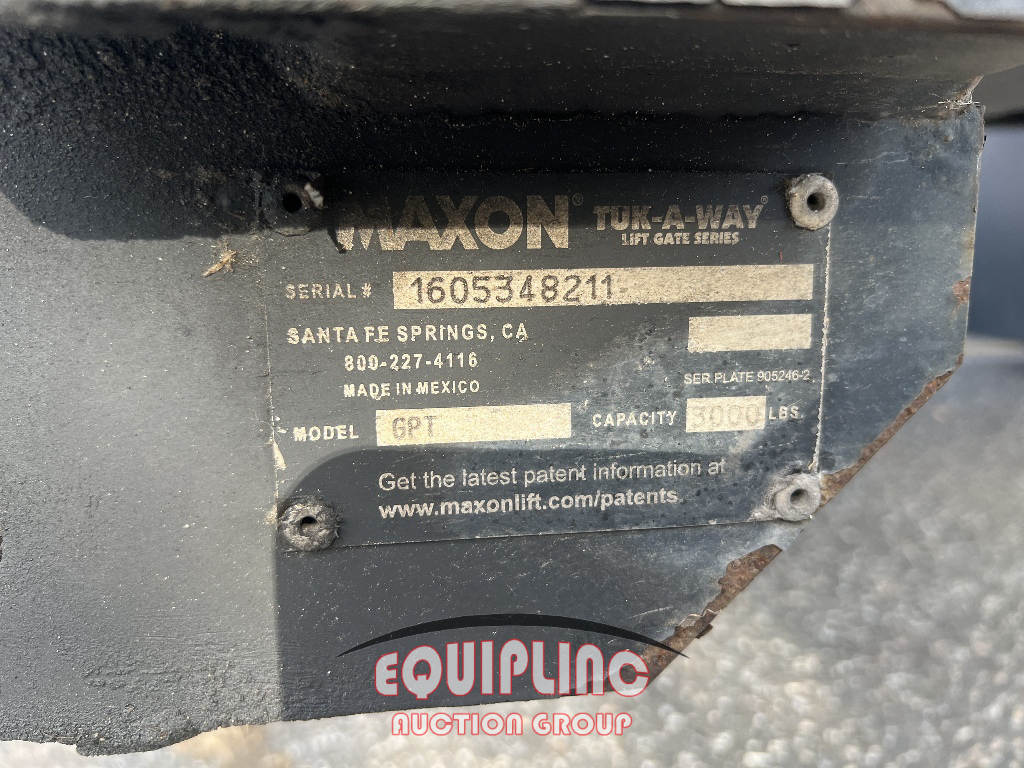 MAXON® TUK-A-WAY®
LIFT GATE SERIES
SERIAL # 1605348211-
SANTA FE SPRINGS, CA
800-227-4116
MADE IN MEXICO
SER. PLATE 905246-2
MODEL GPT CAPACITY 3000 LBS.
Get the latest patent information at
www.maxonlift.com/patents
EQUIPLINC
AUCTION GROUP